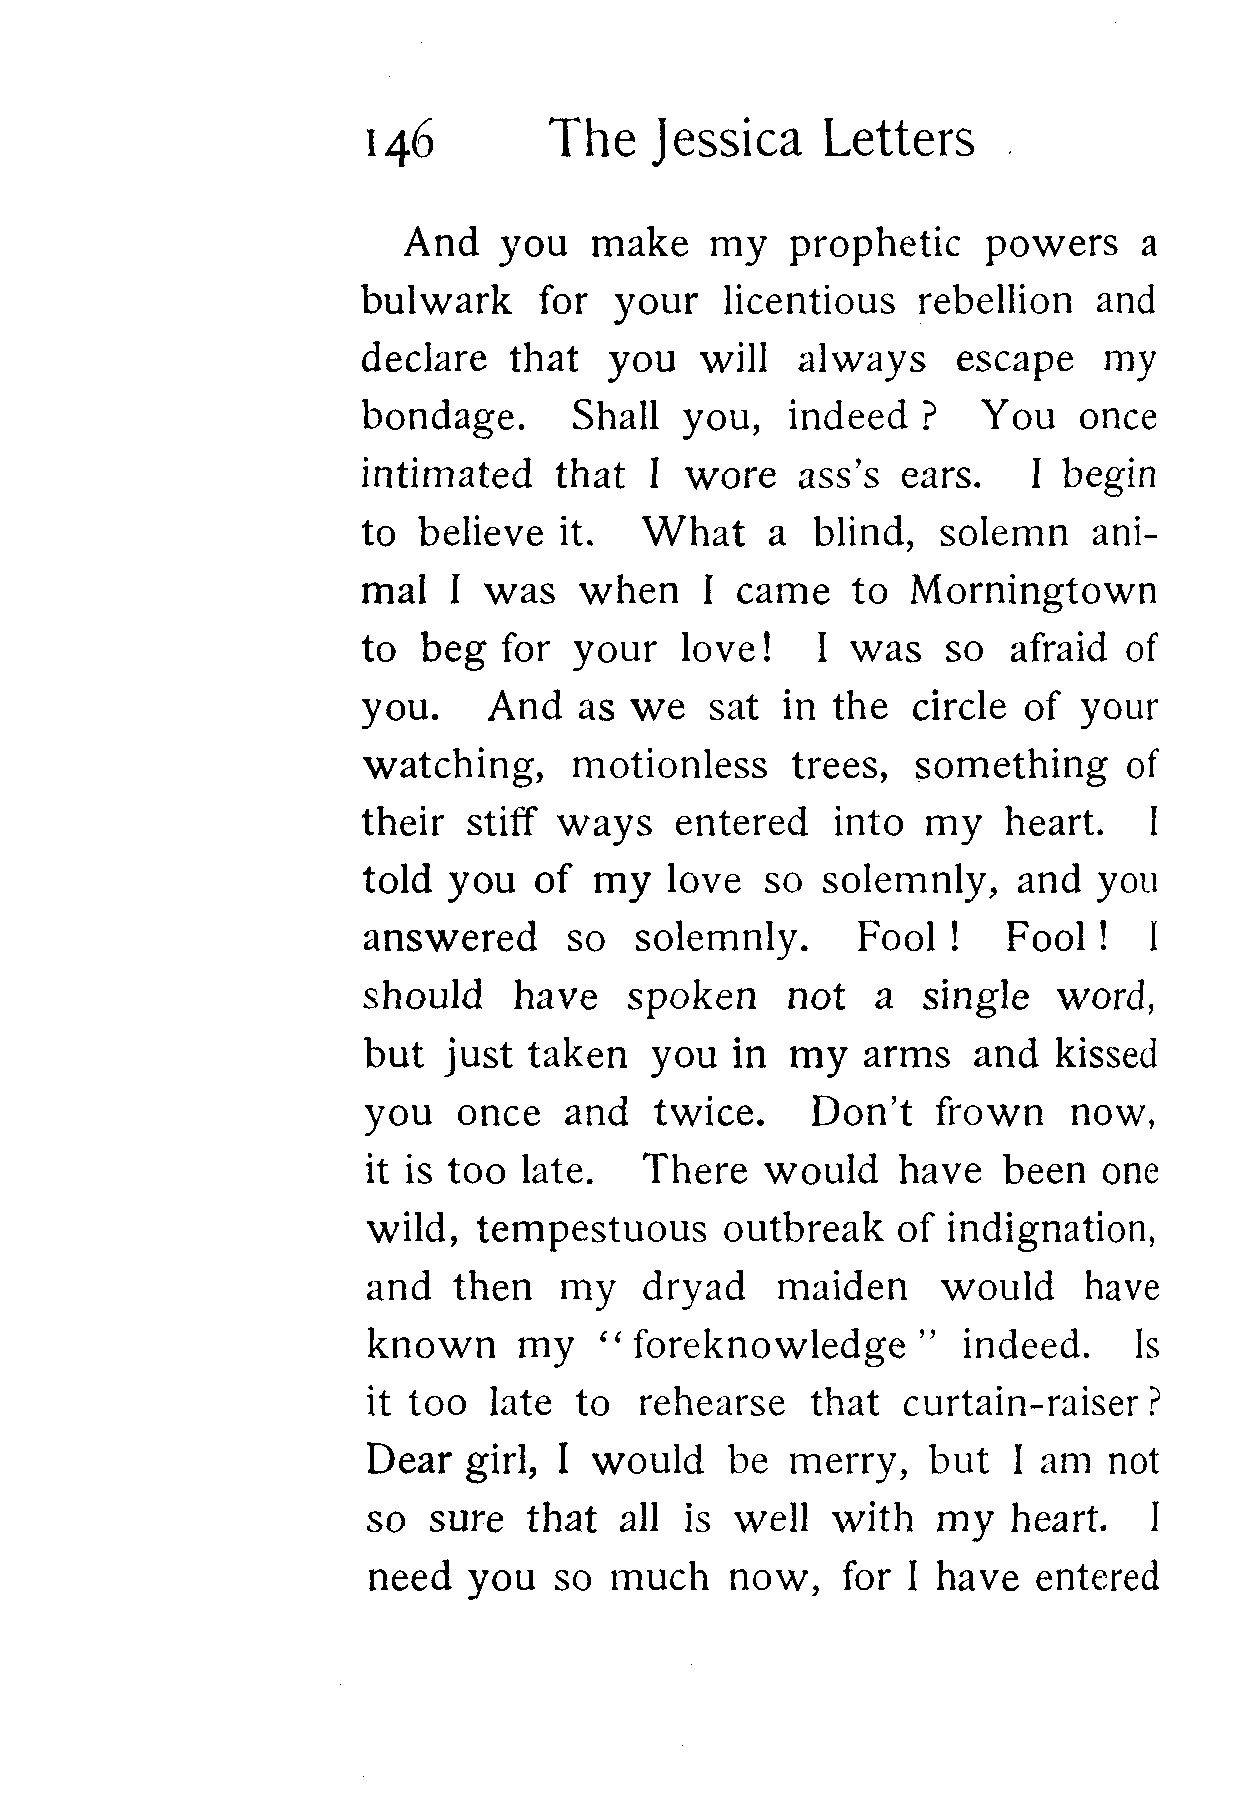 146 The Jessica Letters
And you make my prophetic powers a
bulwark for your licentious rebellion and
declare that you will always escape my
bondage. Shall you, indeed ? You once
intimated that I wore ass's ears. I begin
to believe it. What a blind, solemn ani-
mal I was when I came to Morningtown
to beg for your love! I was so afraid of
you. And as we sat in the circle of your
watching, motionless trees, something of
their stiff ways entered into my heart. I
told you of my love so solemnly, and you
answered so solemnly. Fool ! Fool ! I
should have spoken not a single word,
but just taken you in my arms and kissed
you once and twice. Don't frown now,
it is too late. There would have been one
wild, tempestuous outbreak of indignation,
and then my dryad maiden would have
known my “ foreknowledge ” indeed. Is
it too late to rehearse that curtain-raiser ?
Dear girl, I would be merry, but I am not
so sure that all is well with my heart. I
need you so much now, for I have entered